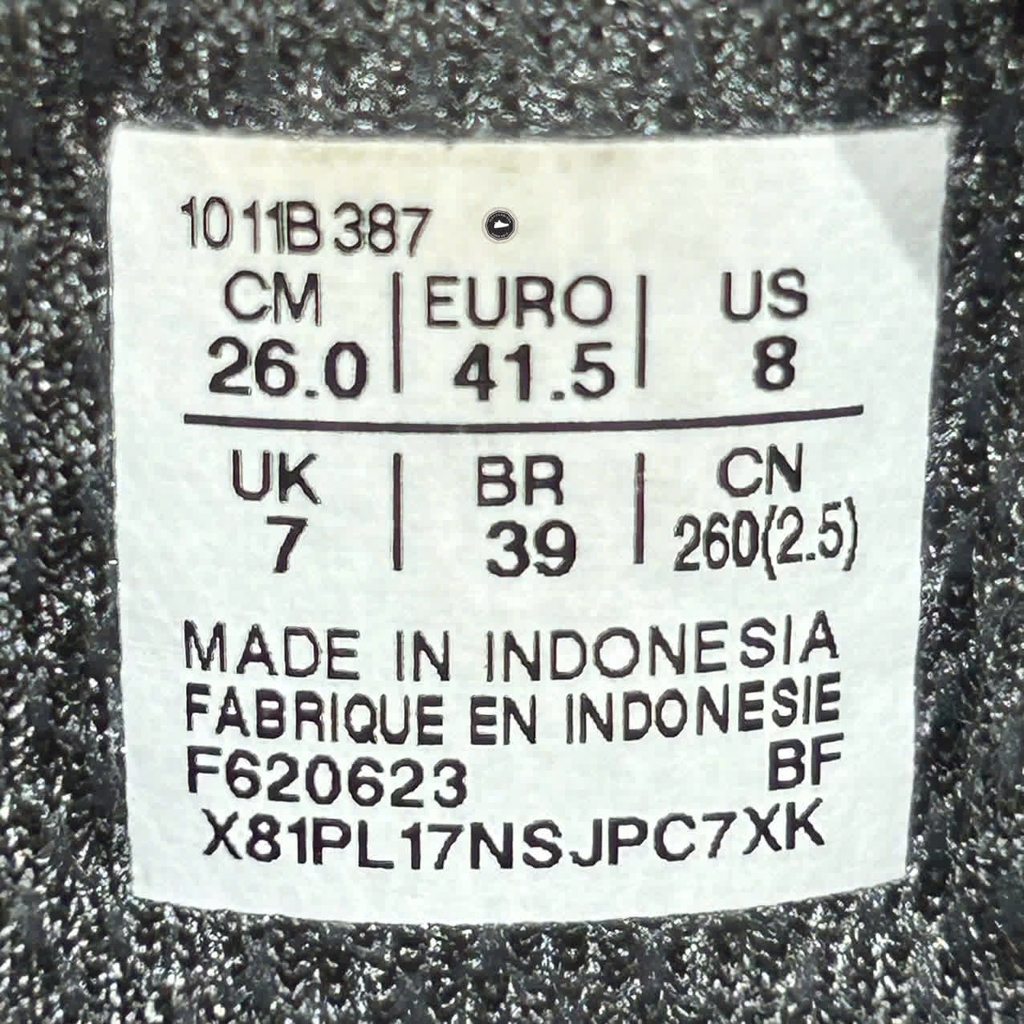 1011B387
CM | EURO | US
26.0 | 41.5 | 8
UK | BR | CN
7 | 39 | 260(2.5)
MADE IN INDONESIA
FABRIQUE EN INDONESIE
F620623 BF
X81PL17NSJPC7XK